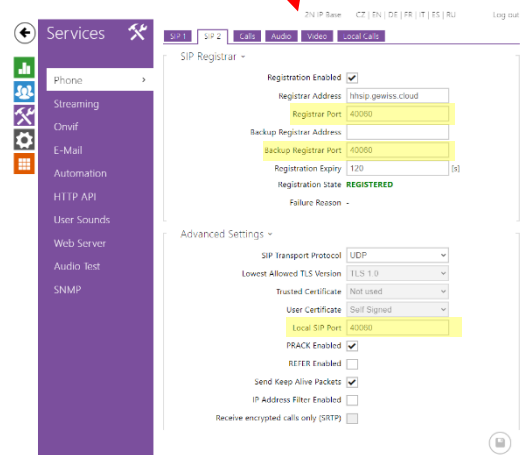 2N IP Base CZ | EN | DE | FR | IT | ES | RU Log out
Services
SIP 1 SIP 2 Calls Audio Video Local Calls
SIP Registrar
Phone
Streaming
Onvif
E-Mail
Automation
HTTP API
User Sounds
Web Server
Audio Test
SNMP
Registration Enabled
Registrar Address hhsip.gewiss.cloud
Registrar Port 40060
Backup Registrar Address
Backup Registrar Port 40060
Registration Expiry 120 [s]
Registration State REGISTERED
Failure Reason -
Advanced Settings
SIP Transport Protocol UDP
Lowest Allowed TLS Version TLS 1.0
Trusted Certificate Not used
User Certificate Self Signed
Local SIP Port 40060
PRACK Enabled
REFER Enabled
Send Keep Alive Packets
IP Address Filter Enabled
Receive encrypted calls only (SRTP)